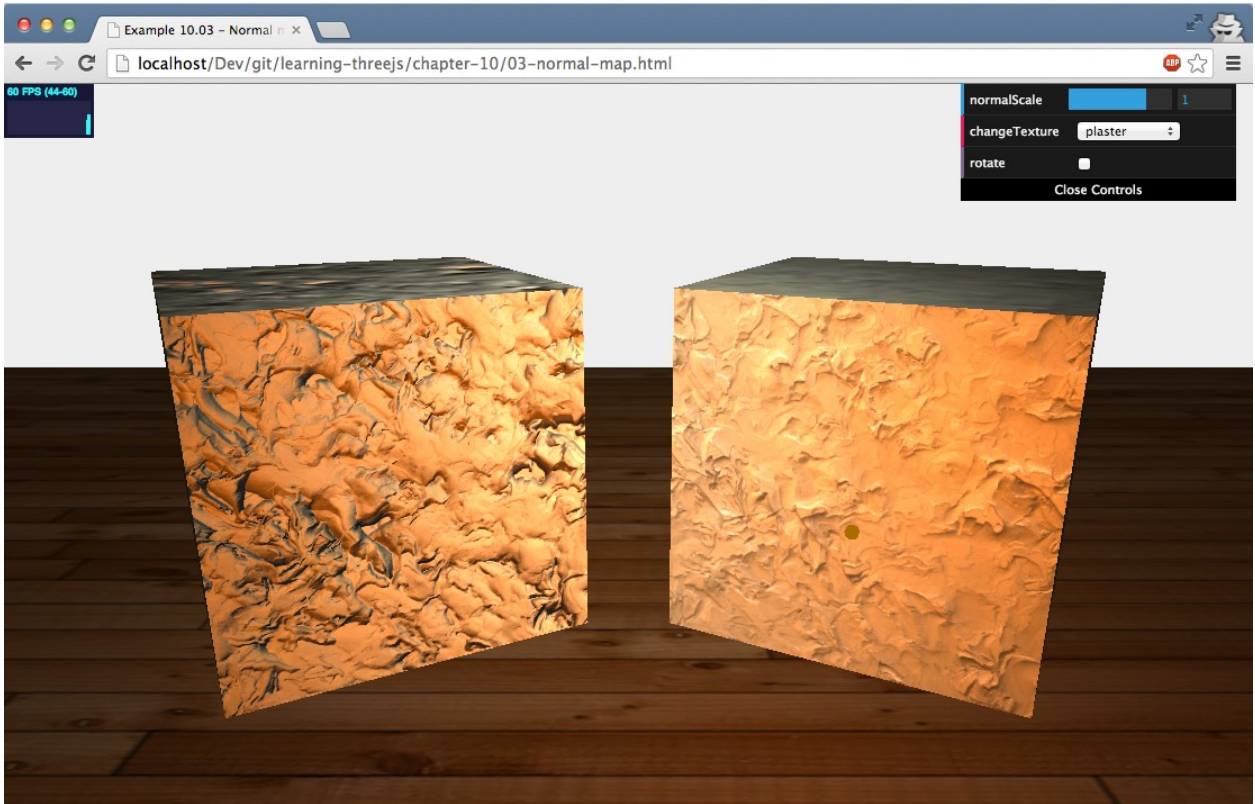 Example 10.03 – Normal n
localhost/Dev/git/learning-threejs/chapter-10/03-normal-map.html
ABP
60 FPS (44-60)
normalScale 1
changeTexture plaster
rotate
Close Controls